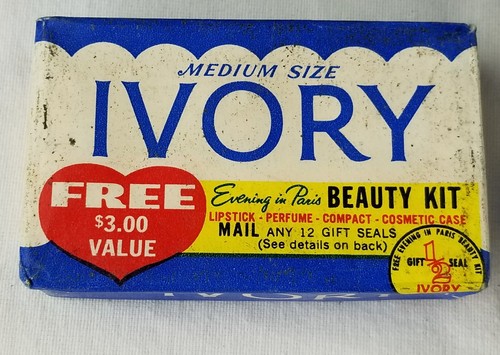 MEDIUM SIZE
IVORY
FREE
$3.00
VALUE
Evening in Paris BEAUTY KIT
LIPSTICK - PERFUME - COMPACT - COSMETIC CASE
MAIL ANY 12 GIFT SEALS
(See details on back)
FREE EVENING IN PARIS BEAUTY KIT
GIFT 1/2 SEAL
IVORY
IVORY